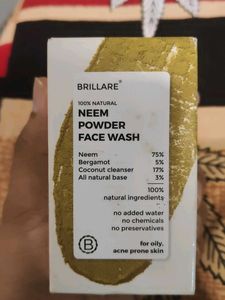 BRILLARE®
100% NATURAL
NEEM
POWDER
FACE WASH
Neem 75%
Bergamot 5%
Coconut cleanser 17%
All natural base 3%
100%
natural ingredients
no added water
no chemicals
no preservatives
B
for oily,
acne prone skin